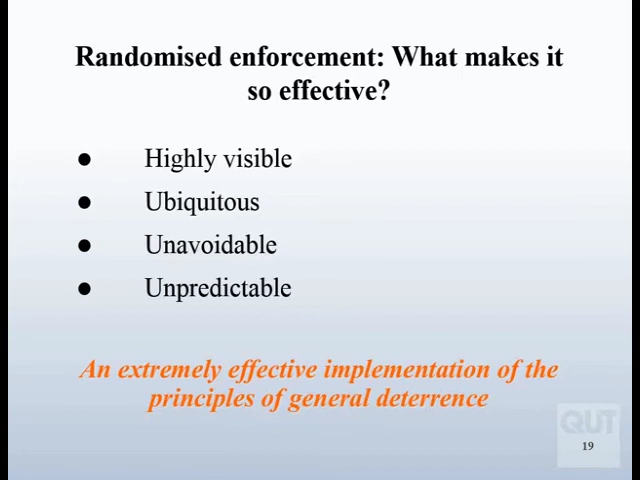 Randomised enforcement: What makes it
so effective?
● Highly visible
● Ubiquitous
● Unavoidable
● Unpredictable
An extremely effective implementation of the
principles of general deterrence
QUT
19